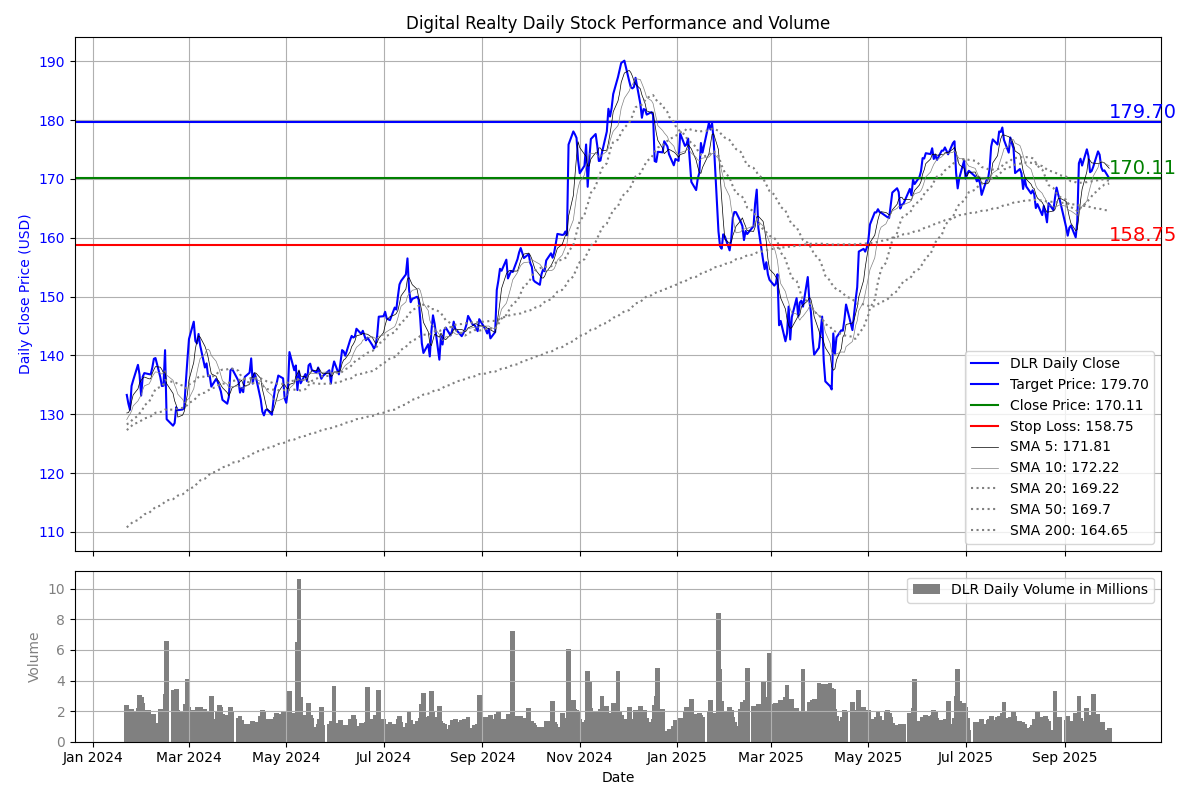 Digital Realty Daily Stock Performance and Volume
Daily Close Price (USD)
190
180
170
160
150
140
130
120
110
179.70
170.11
158.75
DLR Daily Close
Target Price: 179.70
Close Price: 170.11
Stop Loss: 158.75
SMA 5: 171.81
SMA 10: 172.22
SMA 20: 169.22
SMA 50: 169.7
SMA 200: 164.65
Volume
10
8
6
4
2
0
DLR Daily Volume in Millions
Jan 2024 Mar 2024 May 2024 Jul 2024 Sep 2024 Nov 2024 Jan 2025 Mar 2025 May 2025 Jul 2025 Sep 2025
Date